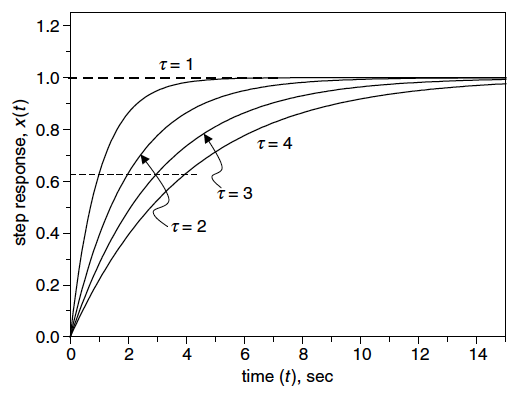 1.2
τ = 1
1.0
0.8
τ = 4
0.6
τ = 3
τ = 2
0.4
0.2
0.0
0 2 4 6 8 10 12 14
time (t), sec
step response, x(t)